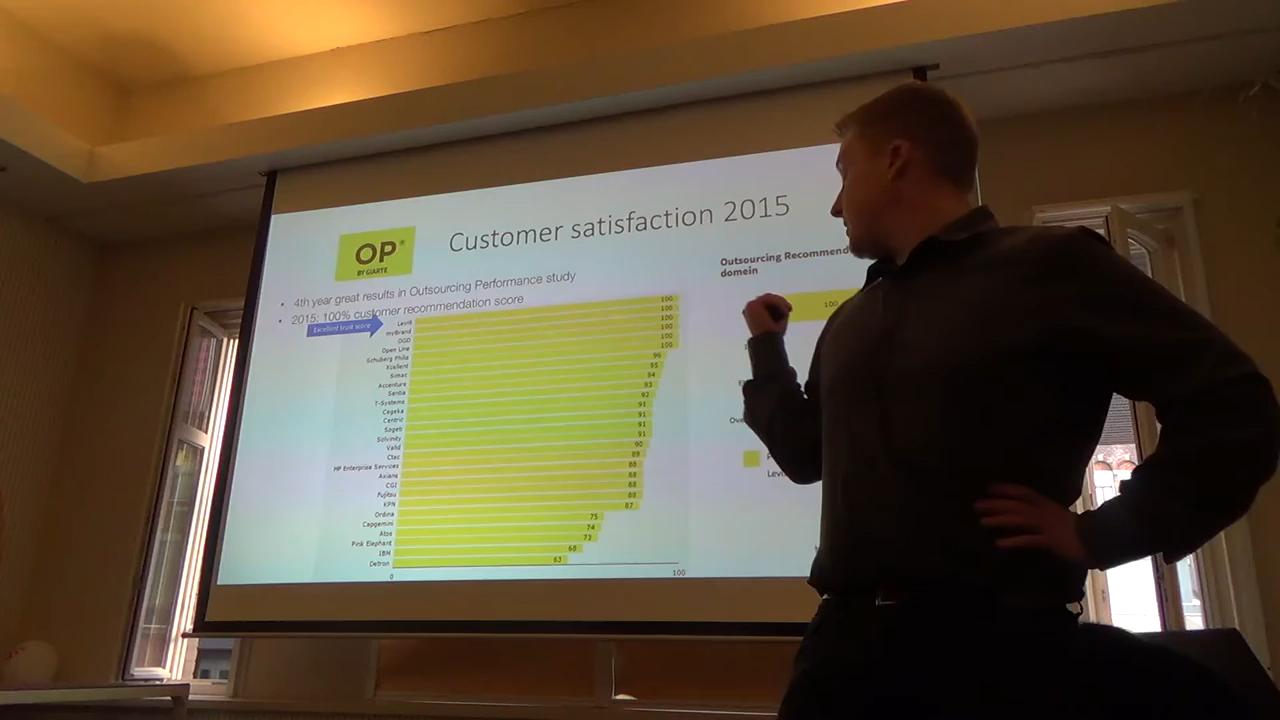 Customer satisfaction 2015
OP®
BY GIARTE
• 4th year great results in Outsourcing Performance study
• 2015: 100% customer recommendation score
Excellent trust score
Outsourcing Recommend
domain
100
Level
100
myBrand
100
OGD
100
Open Line
100
Schuberg Philis
100
Xcellent
96
Simac
95
Accenture
94
Sentia
93
T-Systems
92
Cegeka
91
Centric
91
Sogeti
91
Solvinity
91
Valid
90
Ctac
89
HP Enterprise Services
88
Axians
88
CGI
88
Fujitsu
88
KPN
87
Ordina
75
Capgemini
74
Atos
73
Pink Elephant
68
IBM
63
Detron
0
100